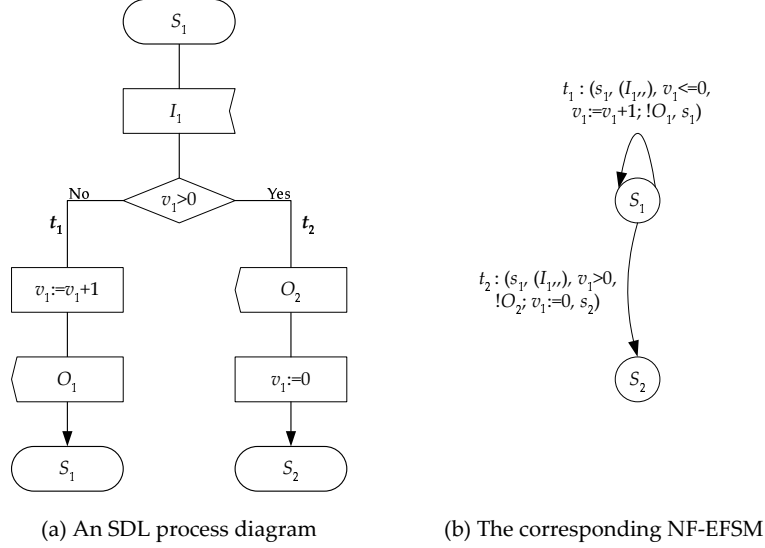 S₁
I₁
v₁>0
No
Yes
t₁
t₂
v₁:=v₁+1
O₂
O₁
v₁:=0
S₁
S₂
(a) An SDL process diagram
t₁ : (s₁, (I₁,,), v₁<=0,
v₁:=v₁+1; !O₁, s₁)
S₁
t₂ : (s₁, (I₁,,), v₁>0,
!O₂; v₁:=0, s₂)
S₂
(b) The corresponding NF-EFSM